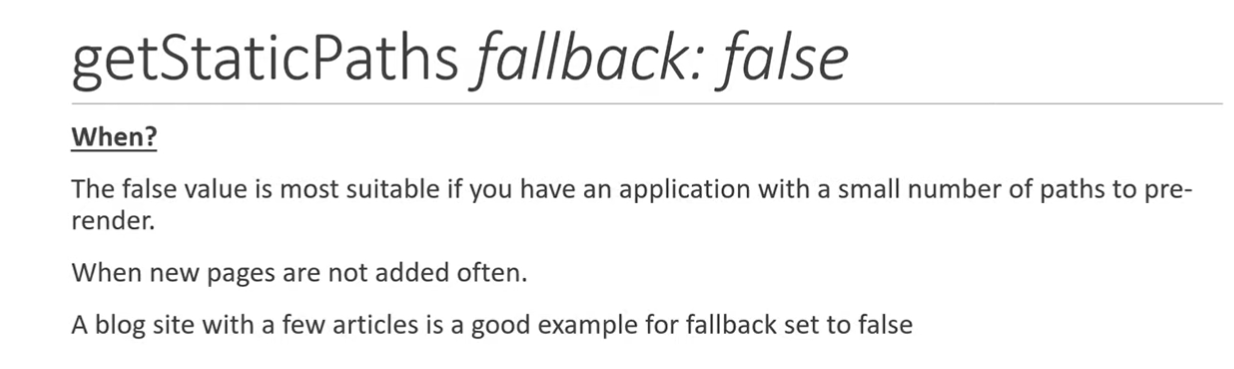 getStaticPaths fallback: false
When?
The false value is most suitable if you have an application with a small number of paths to pre-
render.
When new pages are not added often.
A blog site with a few articles is a good example for fallback set to false